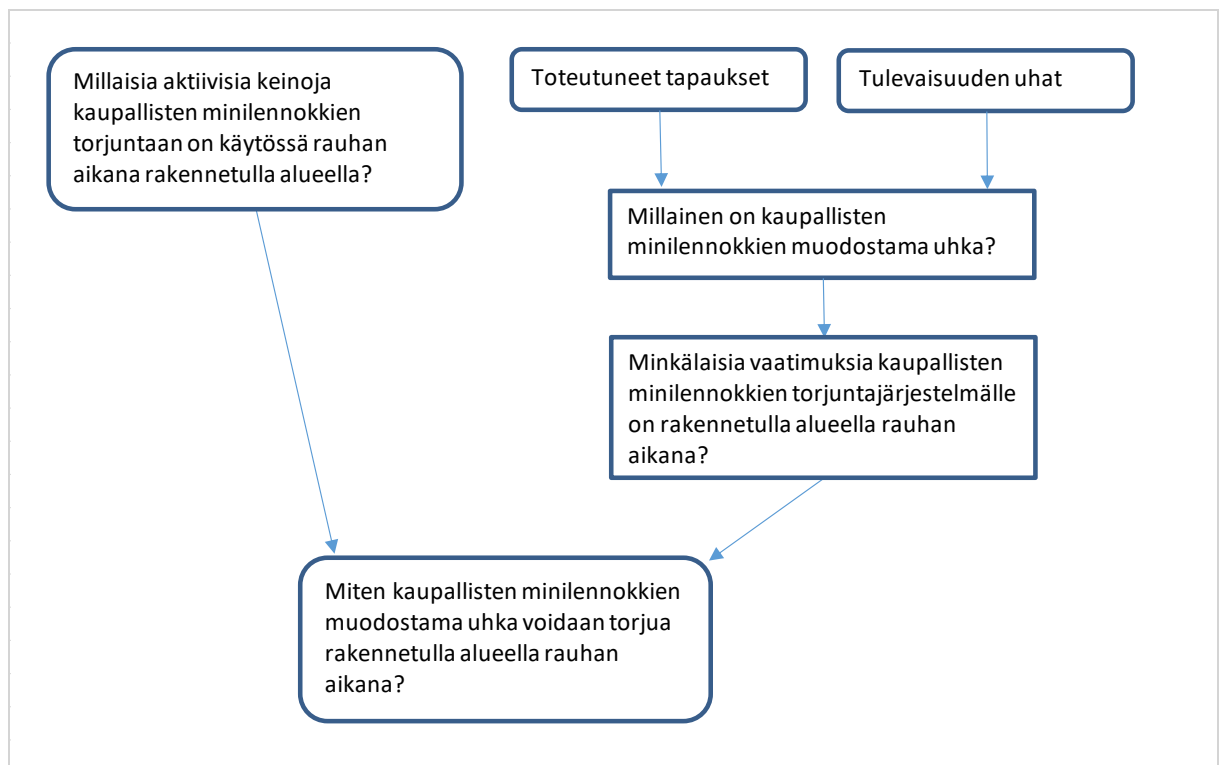 Millaisia aktiivisia keinoja
kaupallisten minilennokkien
torjuntaan on käytössä rauhan
aikana rakennetulla alueella?
Toteutuneet tapaukset
Tulevaisuuden uhat
Millainen on kaupallisten
minilennokkien muodostama uhka?
Minkälaisia vaatimuksia kaupallisten
minilennokkien torjuntajärjestelmälle
on rakennetulla alueella rauhan
aikana?
Miten kaupallisten minilennokkien
muodostama uhka voidaan torjua
rakennetulla alueella rauhan
aikana?